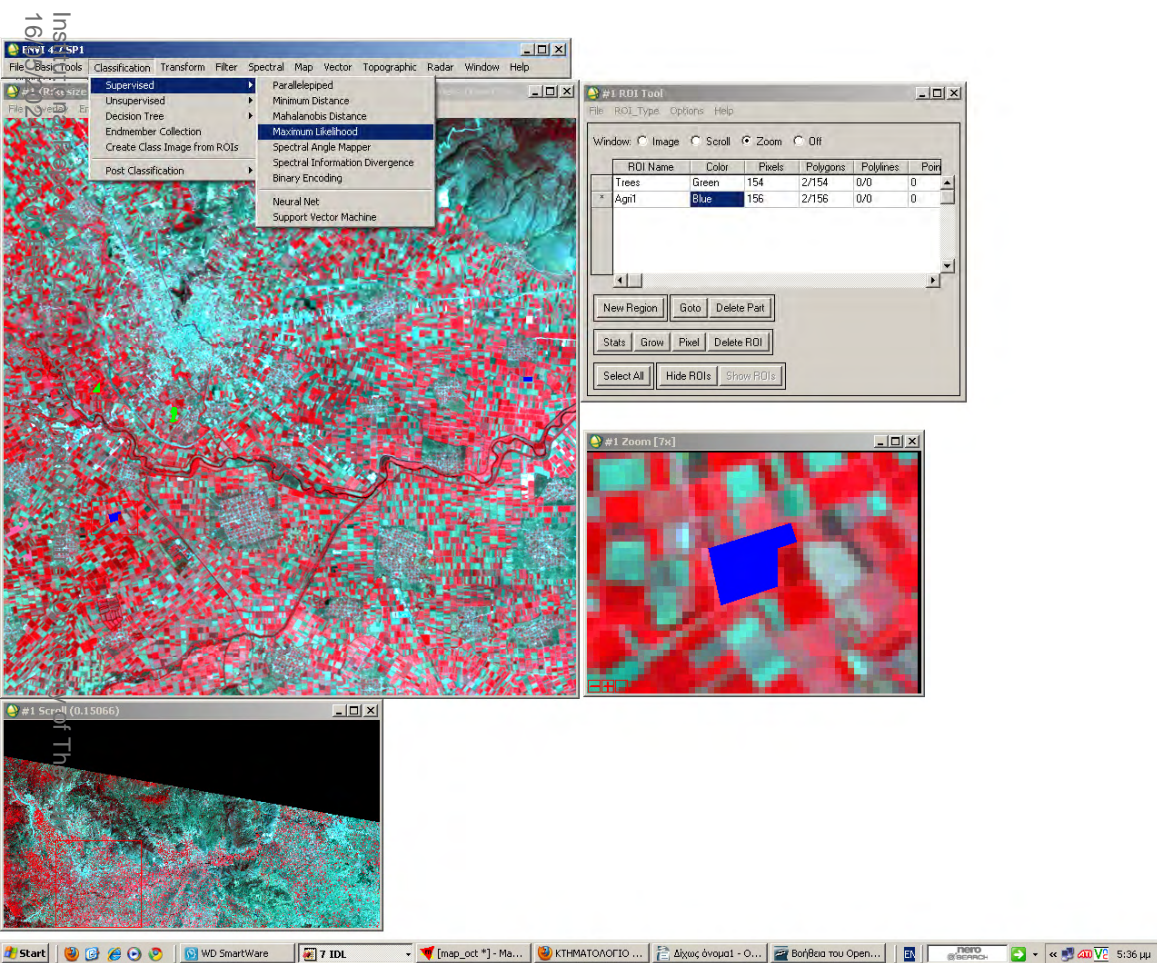 ENVI 4.7 SP1
File Basic Tools Classification Transform Filter Spectral Map Vector Topographic Radar Window Help
Supervised
Unsupervised
Decision Tree
Endmember Collection
Create Class Image from ROIs
Post Classification
Parallelepiped
Minimum Distance
Mahalanobis Distance
Maximum Likelihood
Spectral Angle Mapper
Spectral Information Divergence
Binary Encoding
Neural Net
Support Vector Machine
#1 ROI Tool
File ROI_Type Options Help
Window: Image Scroll Zoom Off
ROI Name Color Pixels Polygons Polylines Poin
Trees Green 154 2/154 0/0 0
* Agri1 Blue 156 2/156 0/0 0
New Region Goto Delete Part
Stats Grow Pixel Delete ROI
Select All Hide ROIs Show ROIs
#1 Zoom [7x]
#1 Scroll (0.15066)
Start WD SmartWare 7 IDL [map_oct *] - Ma... ΚΤΗΜΑΤΟΛΟΓΙΟ ... Δίχως όνομα1 - O... Βοήθεια του Open... EN nero SEARCH « 5:36 μμ